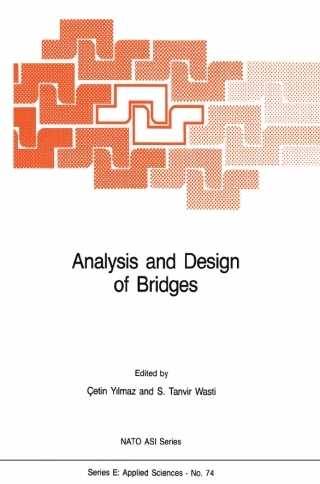 Analysis and Design
of Bridges
Edited by
Çetin Yılmaz and S. Tanvir Wasti
NATO ASI Series
Series E: Applied Sciences - No. 74